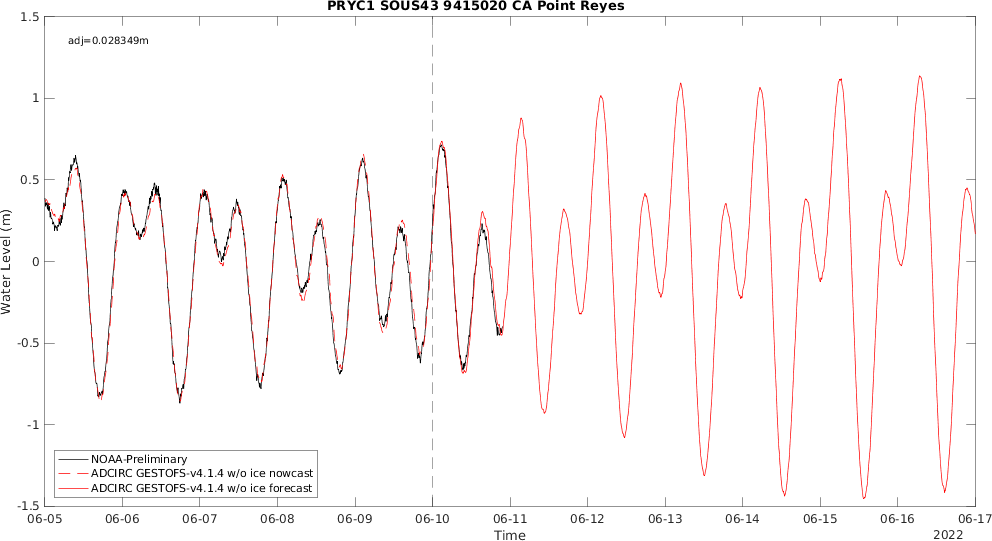 PRYC1 SOUS43 9415020 CA Point Reyes
1.5
adj=0.028349m
1
0.5
0
-0.5
-1
-1.5
Water Level (m)
NOAA-Preliminary
ADCIRC GESTOFS-v4.1.4 w/o ice nowcast
ADCIRC GESTOFS-v4.1.4 w/o ice forecast
06-05 06-06 06-07 06-08 06-09 06-10 06-11 06-12 06-13 06-14 06-15 06-16 06-17
Time
2022